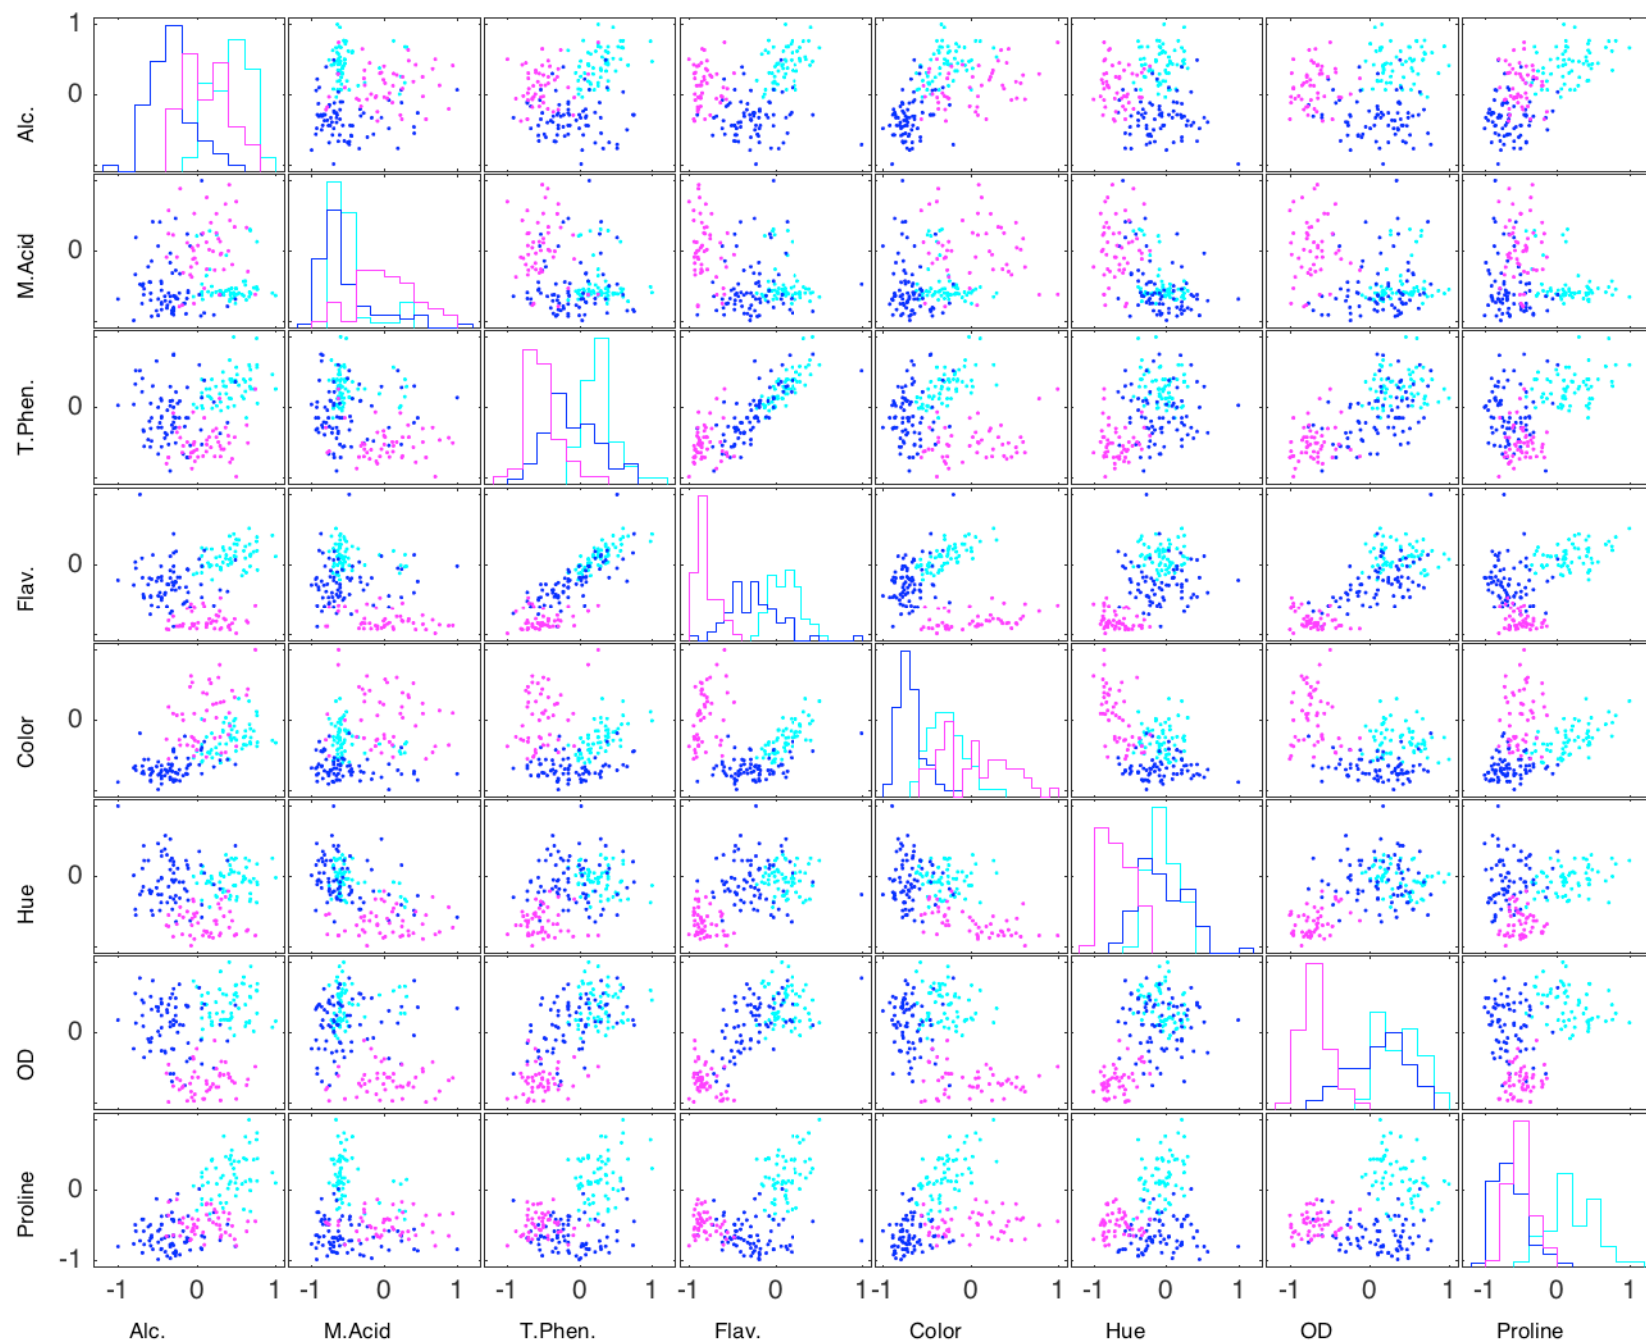 1
0
Alc.
0
M.Acid
0
T.Phen.
0
Flav.
0
Color
0
Hue
0
OD
0
-1
Proline
-1 0 1 -1 0 1 -1 0 1 -1 0 1 -1 0 1 -1 0 1 -1 0 1 -1 0 1
Alc. M.Acid T.Phen. Flav. Color Hue OD Proline